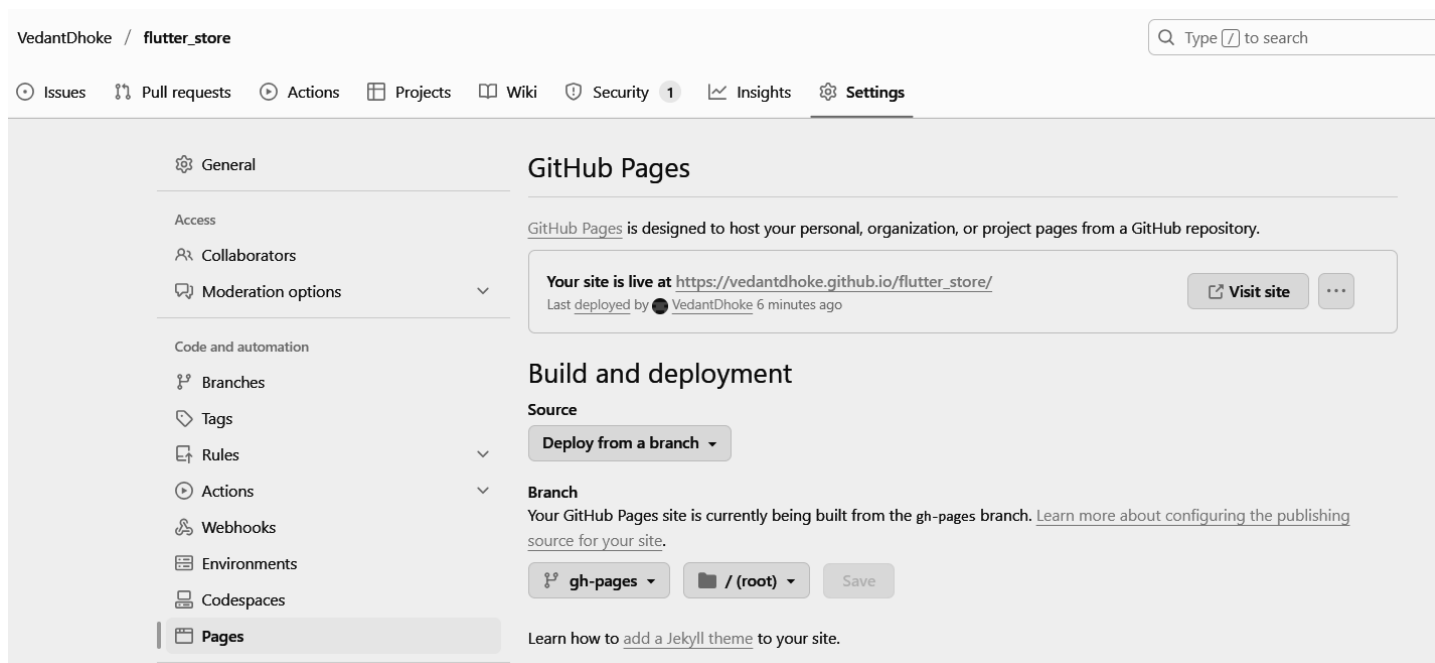 VedantDhoke / flutter_store
Type / to search
Issues Pull requests Actions Projects Wiki Security 1 Insights Settings
General
Access
Collaborators
Moderation options
Code and automation
Branches
Tags
Rules
Actions
Webhooks
Environments
Codespaces
Pages
GitHub Pages
GitHub Pages is designed to host your personal, organization, or project pages from a GitHub repository.
Your site is live at https://vedantdhoke.github.io/flutter_store/
Last deployed by VedantDhoke 6 minutes ago
Visit site
Build and deployment
Source
Deploy from a branch
Branch
Your GitHub Pages site is currently being built from the gh-pages branch. Learn more about configuring the publishing
source for your site.
gh-pages / (root) Save
Learn how to add a Jekyll theme to your site.